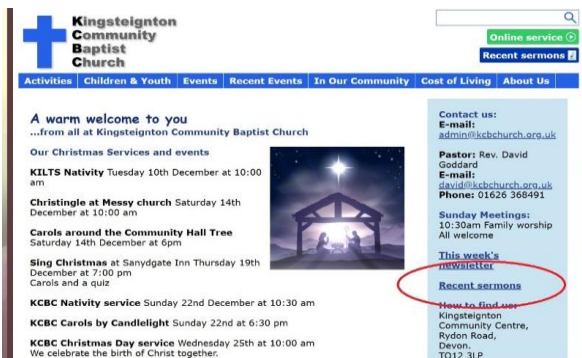 Kingsteignton
Community
Baptist
Church
Online service
Recent sermons
Activities Children & Youth Events Recent Events In Our Community Cost of Living About Us
A warm welcome to you
...from all at Kingsteignton Community Baptist Church
Our Christmas Services and events
KILTS Nativity Tuesday 10th December at 10:00
am
Christingle at Messy church Saturday 14th
December at 10:00 am
Carols around the Community Hall Tree
Saturday 14th December at 6pm
Sing Christmas at Sanydgate Inn Thursday 19th
December at 7:00 pm
Carols and a quiz
KCBC Nativity service Sunday 22nd December at 10:30 am
KCBC Carols by Candlelight Sunday 22nd at 6:30 pm
KCBC Christmas Day service Wednesday 25th at 10:00 am
We celebrate the birth of Christ together.
Contact us:
E-mail:
admin@kcbchurch.org.uk
Pastor: Rev. David
Goddard
E-mail:
david@kcbchurch.org.uk
Phone: 01626 368491
Sunday Meetings:
10:30am Family worship
All welcome
This week's
newsletter
Recent sermons
How to find us:
Kingsteignton
Community Centre,
Rydon Road,
Devon.
TQ12 3LP